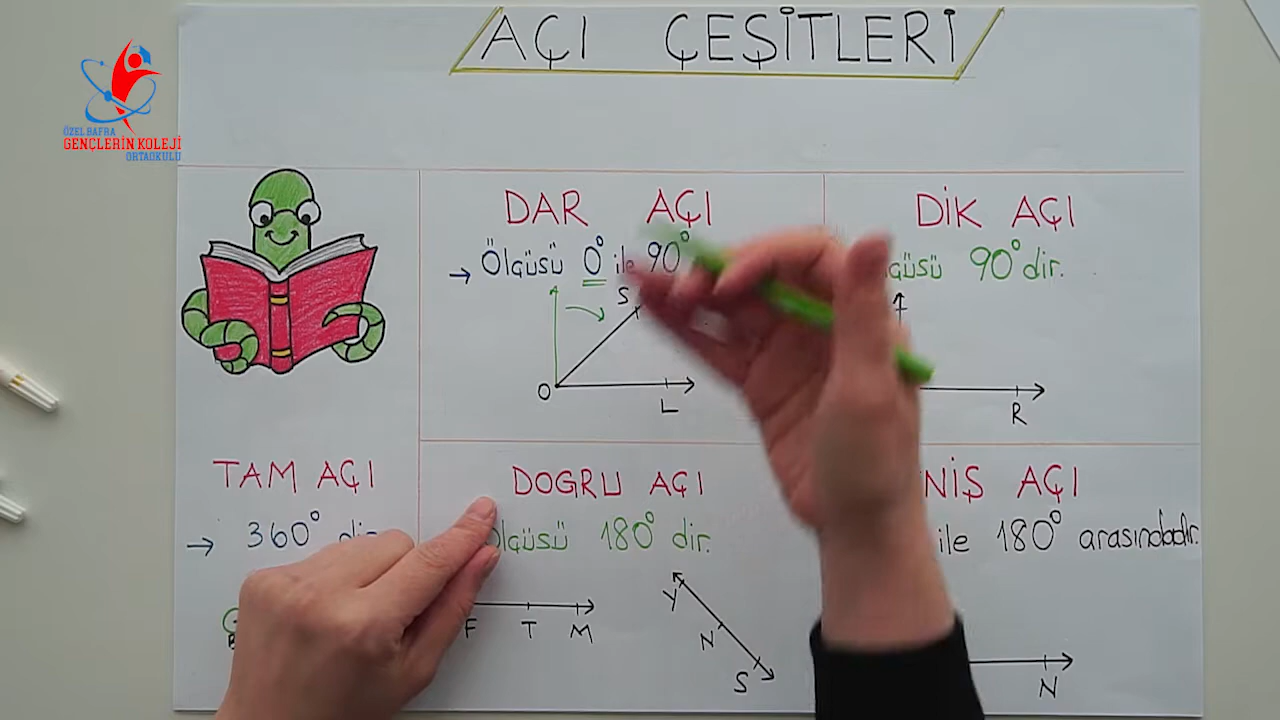 AÇI ÇEŞİTLERİ
ÖZEL BAFRA
GENÇLERİN KOLEJİ
ORTAOKULU
DAR AÇI
→ Ölçüsü 0° ile 90°
S
O
L
DİK AÇI
90° dir.
R
TAM AÇI
→ 360°
DOGRU AÇI
180° dir.
F T M
Y
N
S
AÇI
ile 180° arasındadır.
N